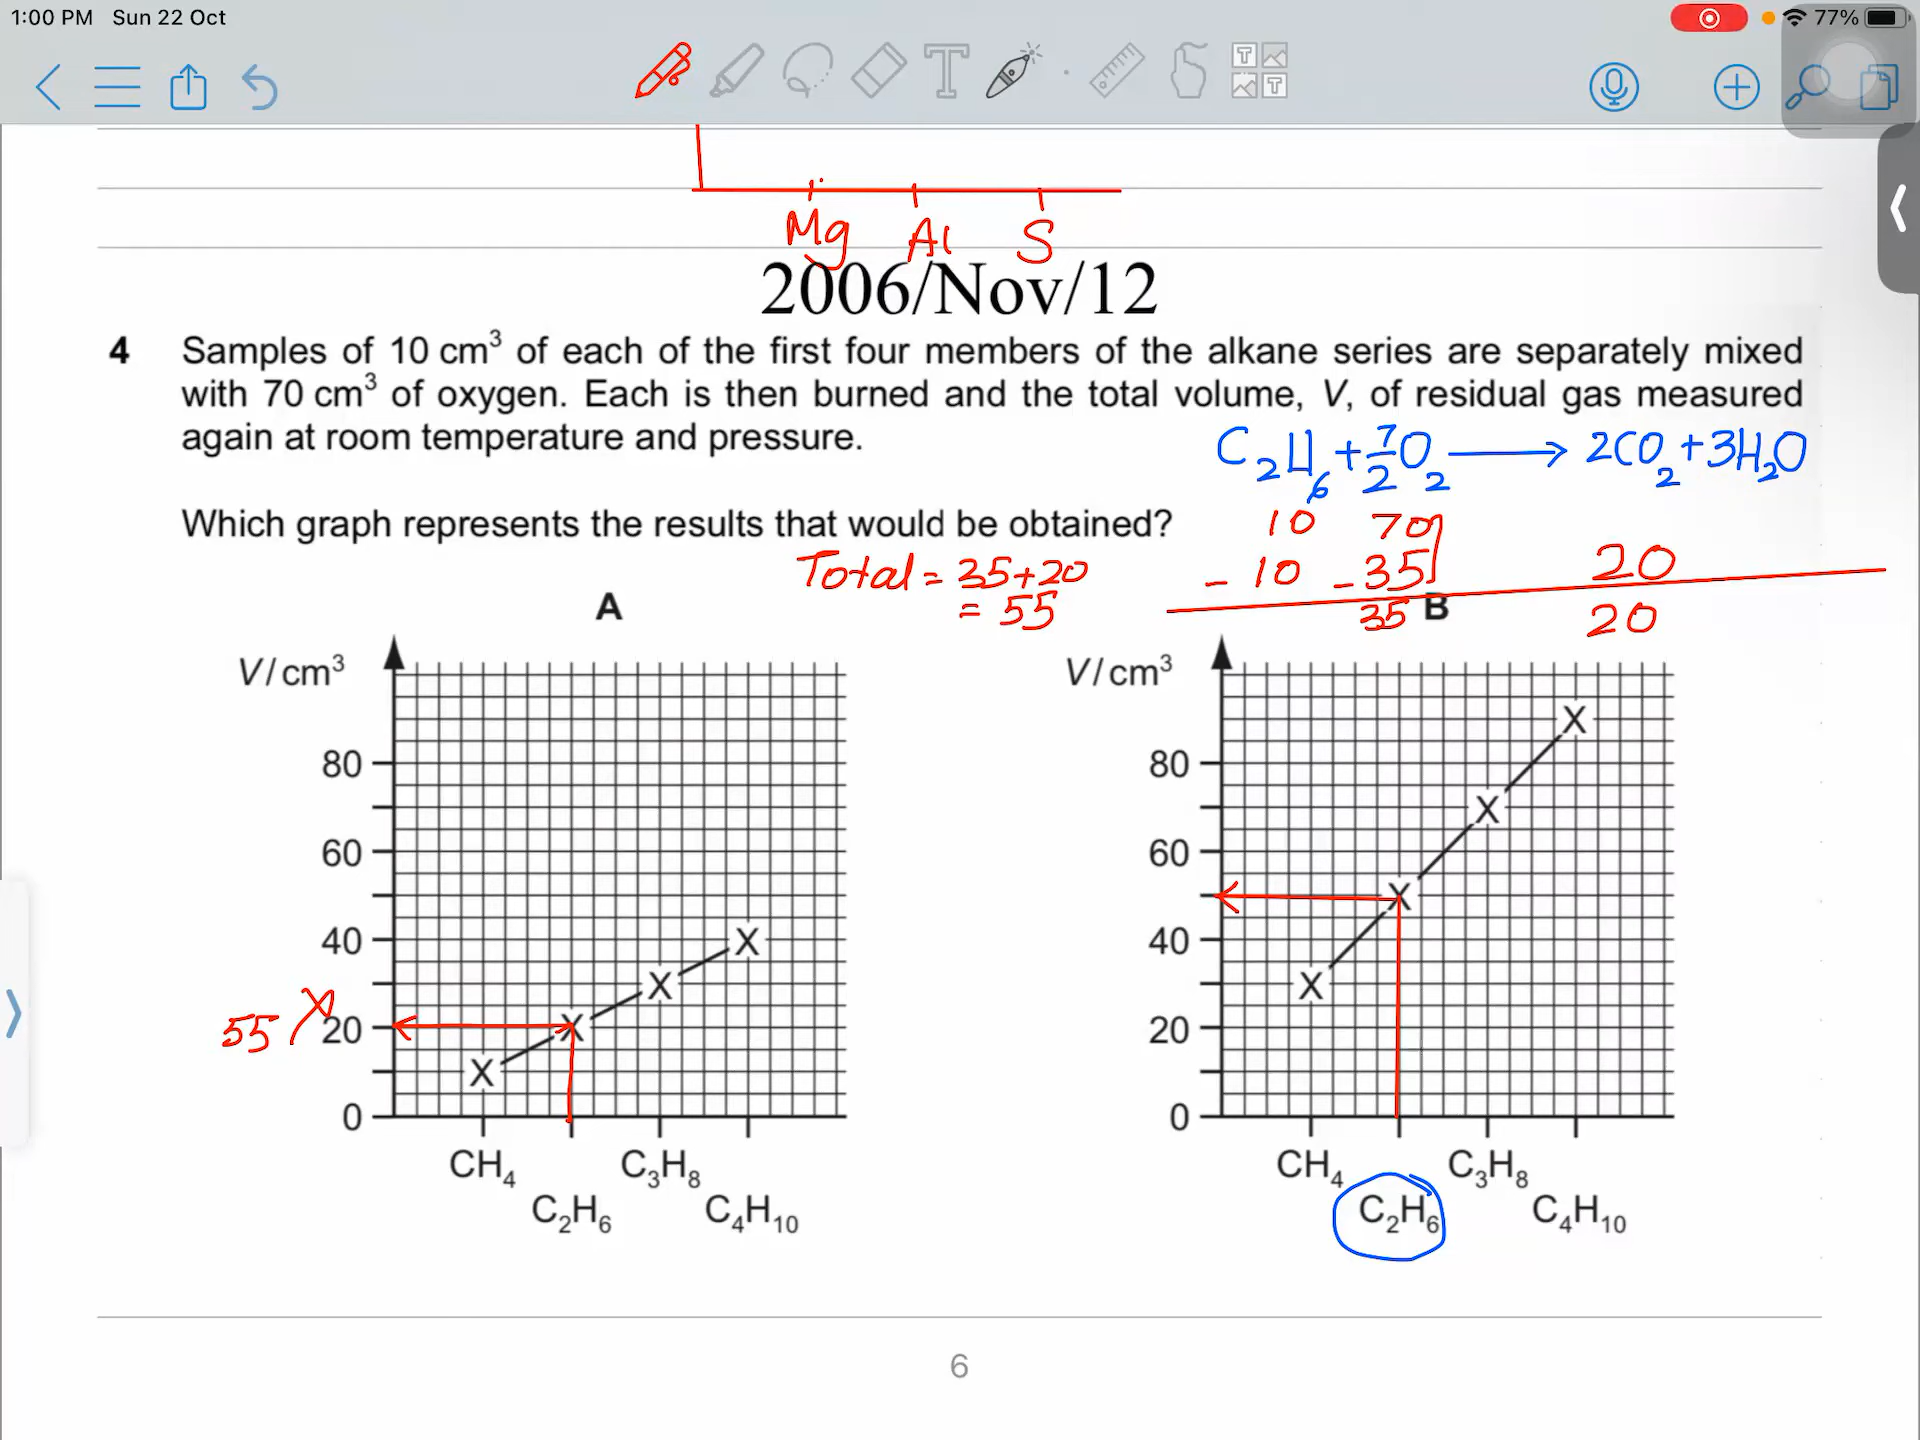 1:00 PM Sun 22 Oct
77%
Mg Al S
2006/Nov/12
4 Samples of 10 cm³ of each of the first four members of the alkane series are separately mixed
with 70 cm³ of oxygen. Each is then burned and the total volume, V, of residual gas measured
again at room temperature and pressure.
C₂H₆ + 7/2 O₂ ⟶ 2CO₂ + 3H₂O
Which graph represents the results that would be obtained?
10 70
Total = 35+20
- 10 - 35 20
= 55
35 20
A
B
V/cm³
80
60
40
20
0
55 X
X X X X
CH₄ C₃H₈
C₂H₆ C₄H₁₀
V/cm³
80
60
40
20
0
X X X X
CH₄ C₃H₈
C₂H₆ C₄H₁₀
6